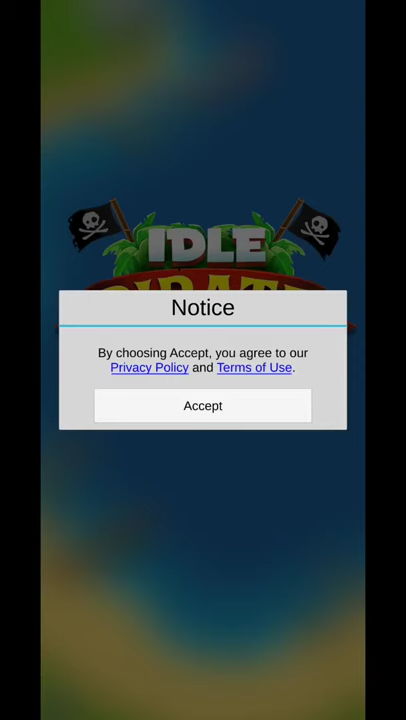 IDLE
Notice
By choosing Accept, you agree to our
Privacy Policy and Terms of Use.
Accept